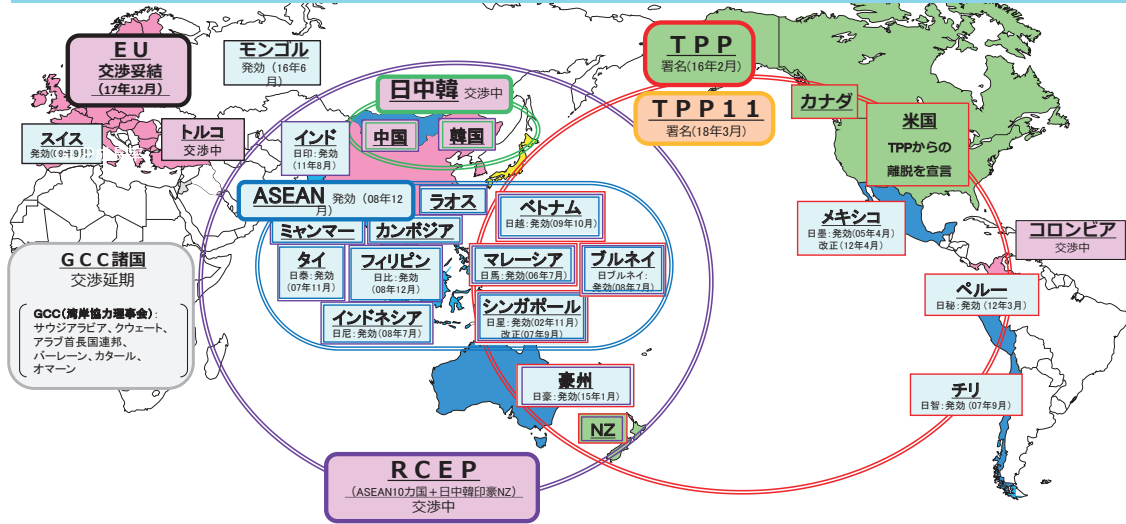 EU
交渉妥結
(17年12月)
モンゴル
発効（16年6
月）
スイス
トルコ
交渉中
インド
日印：発効
(11年8月)
日中韓 交渉中
中国
韓国
TPP
署名(16年2月)
TPP11
署名(18年3月)
カナダ
米国
TPPからの
離脱を宣言
ASEAN 発効（08年12
月）
ラオス
ミャンマー
カンボジア
タイ
日泰：発効
(07年11月)
フィリピン
日比：発効
(08年12月)
インドネシア
日尼：発効(08年7月)
ベトナム
日越：発効(09年10月)
マレーシア
日馬：発効(06年7月)
ブルネイ
日ブルネイ：
発効(08年7月)
シンガポール
日星：発効(02年11月)
改正(07年9月)
メキシコ
日墨：発効(05年4月)
改正(12年4月)
コロンビア
交渉中
ペルー
日秘：発効(12年3月)
チリ
日智：発効(07年9月)
豪州
日豪：発効(15年1月)
NZ
GCC諸国
交渉延期
GCC(湾岸協力理事会)：
サウジアラビア、クウェート、
アラブ首長国連邦、
バーレーン、カタール、
オマーン
RCEP
（ASEAN10カ国＋日中韓印豪NZ）
交渉中